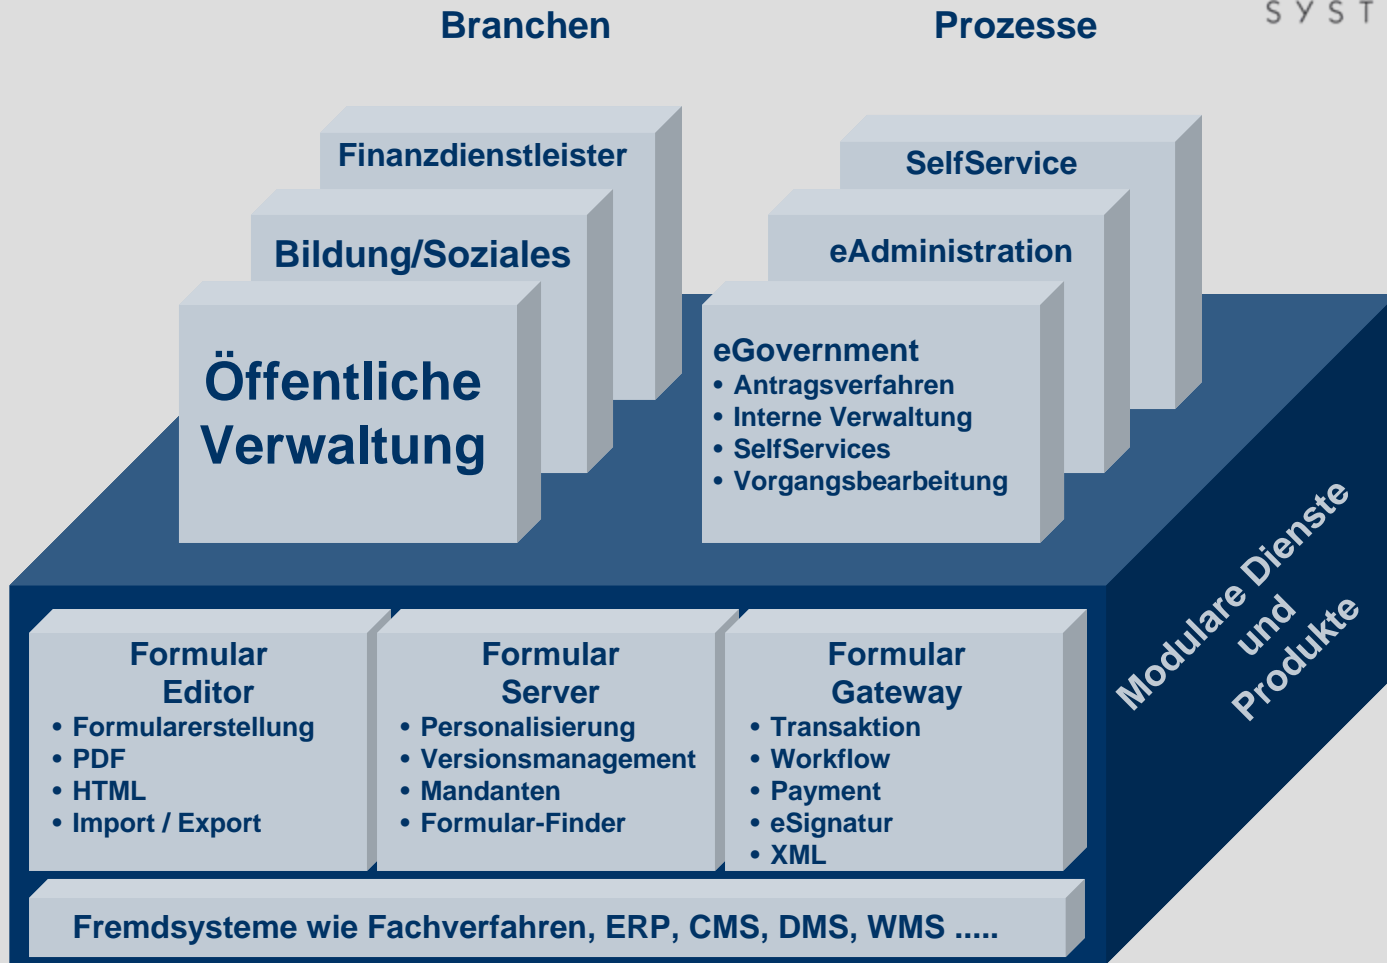 Branchen
Prozesse
S Y S T
Finanzdienstleister
Bildung/Soziales
Öffentliche
Verwaltung
SelfService
eAdministration
eGovernment
• Antragsverfahren
• Interne Verwaltung
• SelfServices
• Vorgangsbearbeitung
Modulare Dienste
und
Produkte
Formular
Editor
• Formularerstellung
• PDF
• HTML
• Import / Export
Formular
Server
• Personalisierung
• Versionsmanagement
• Mandanten
• Formular-Finder
Formular
Gateway
• Transaktion
• Workflow
• Payment
• eSignatur
• XML
Fremdsysteme wie Fachverfahren, ERP, CMS, DMS, WMS .....